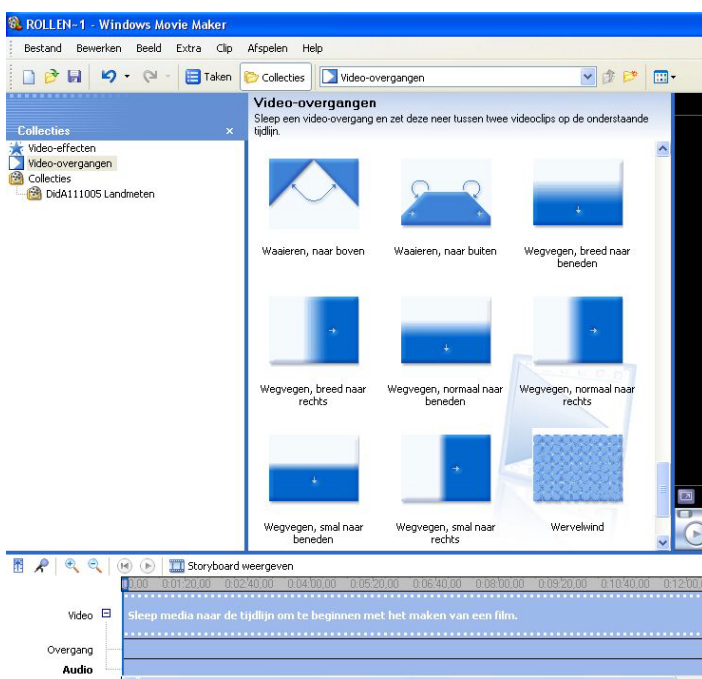 ROLLEN~1 - Windows Movie Maker
Bestand Bewerken Beeld Extra Clip Afspelen Help
Taken Collecties Video-overgangen
Collecties ×
Video-effecten
Video-overgangen
Collecties
DidA111005 Landmeten
Video-overgangen
Sleep een video-overgang en zet deze neer tussen twee videoclips op de onderstaande
tijdlijn.
Waaieren, naar boven
Waaieren, naar buiten
Wegvegen, breed naar
beneden
Wegvegen, breed naar
rechts
Wegvegen, normaal naar
beneden
Wegvegen, normaal naar
rechts
Wegvegen, smal naar
beneden
Wegvegen, smal naar
rechts
Wervelwind
Storyboard weergeven
0:01:20,00 0:02:40,00 0:04:00,00 0:05:20,00 0:06:40,00 0:08:00,00 0:09:20,00 0:10:40,00 0:12:00,
Video
Sleep media naar de tijdlijn om te beginnen met het maken van een film.
Overgang
Audio